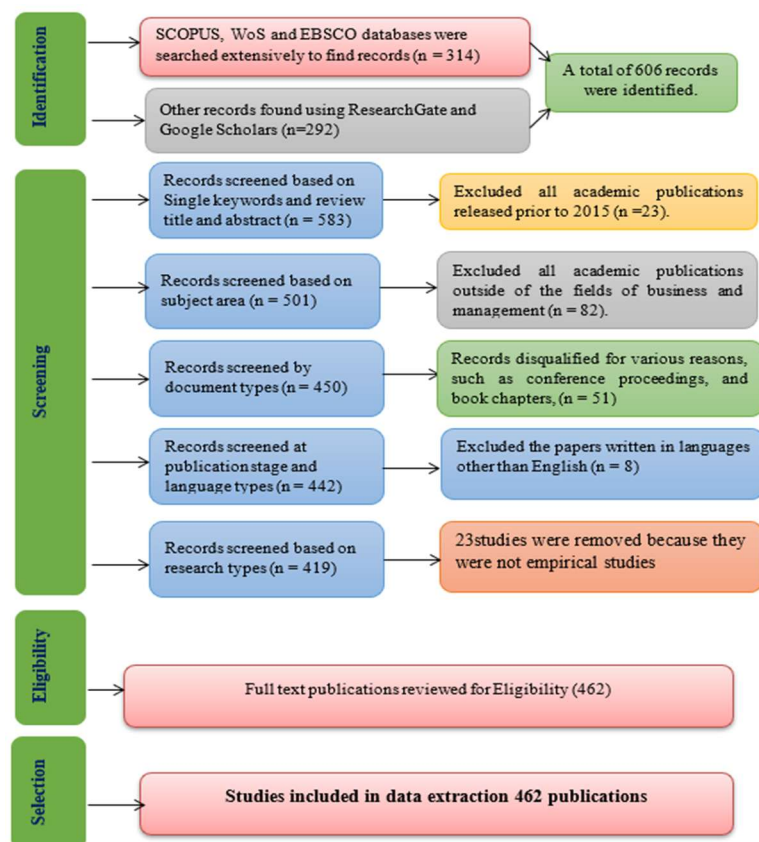 Identification
SCOPUS, WoS and EBSCO databases were
searched extensively to find records (n = 314)
A total of 606 records
were identified.
Other records found using ResearchGate and
Google Scholars (n=292)
Screening
Records screened based on
Single keywords and review
title and abstract (n = 583)
Excluded all academic publications
released prior to 2015 (n =23).
Records screened based on
subject area (n = 501)
Excluded all academic publications
outside of the fields of business and
management (n = 82).
Records screened by
document types (n = 450)
Records disqualified for various reasons,
such as conference proceedings, and
book chapters, (n = 51)
Records screened at
publication stage and
language types (n = 442)
Excluded the papers written in languages
other than English (n = 8)
Records screened based on
research types (n = 419)
23studies were removed because they
were not empirical studies
Eligibility
Full text publications reviewed for Eligibility (462)
Selection
Studies included in data extraction 462 publications